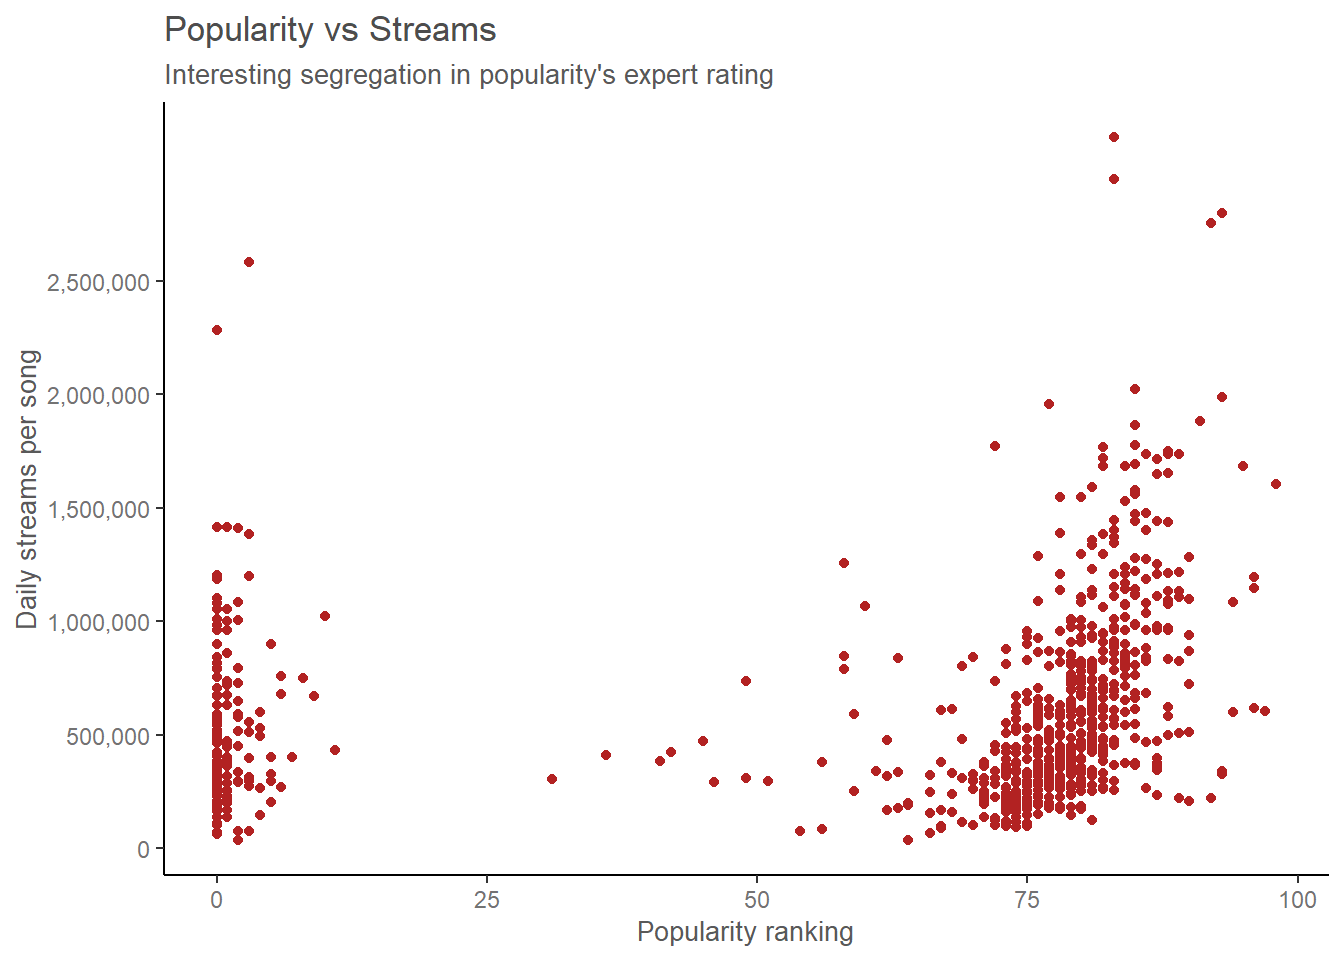 Popularity vs Streams
Interesting segregation in popularity's expert rating
Daily streams per song
2,500,000
2,000,000
1,500,000
1,000,000
500,000
0
0 25 50 75 100
Popularity ranking